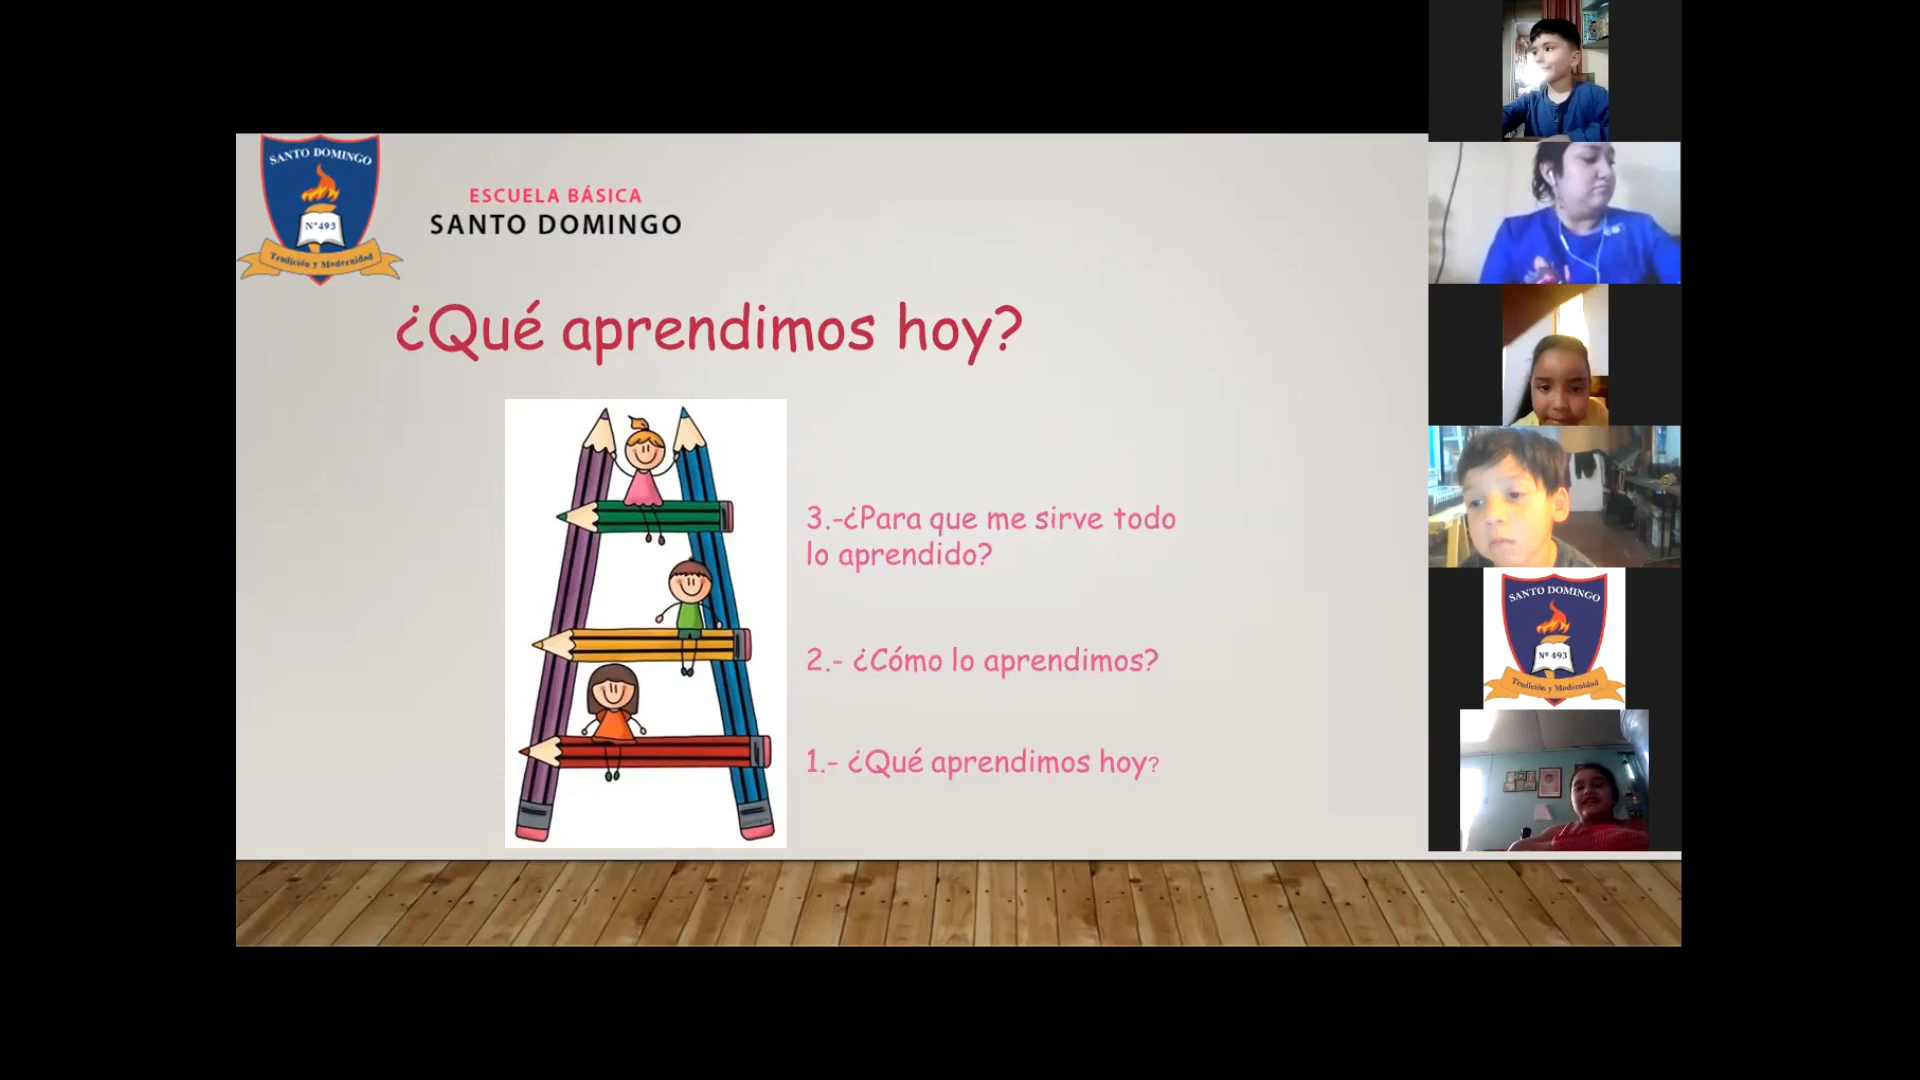 SANTO DOMINGO
N°493
Tradición y Modernidad
ESCUELA BÁSICA
SANTO DOMINGO
¿Qué aprendimos hoy?
3.-¿Para que me sirve todo
lo aprendido?
2.- ¿Cómo lo aprendimos?
1.- ¿Qué aprendimos hoy?
SANTO DOMINGO
Nº 493
Tradición y Modernidad